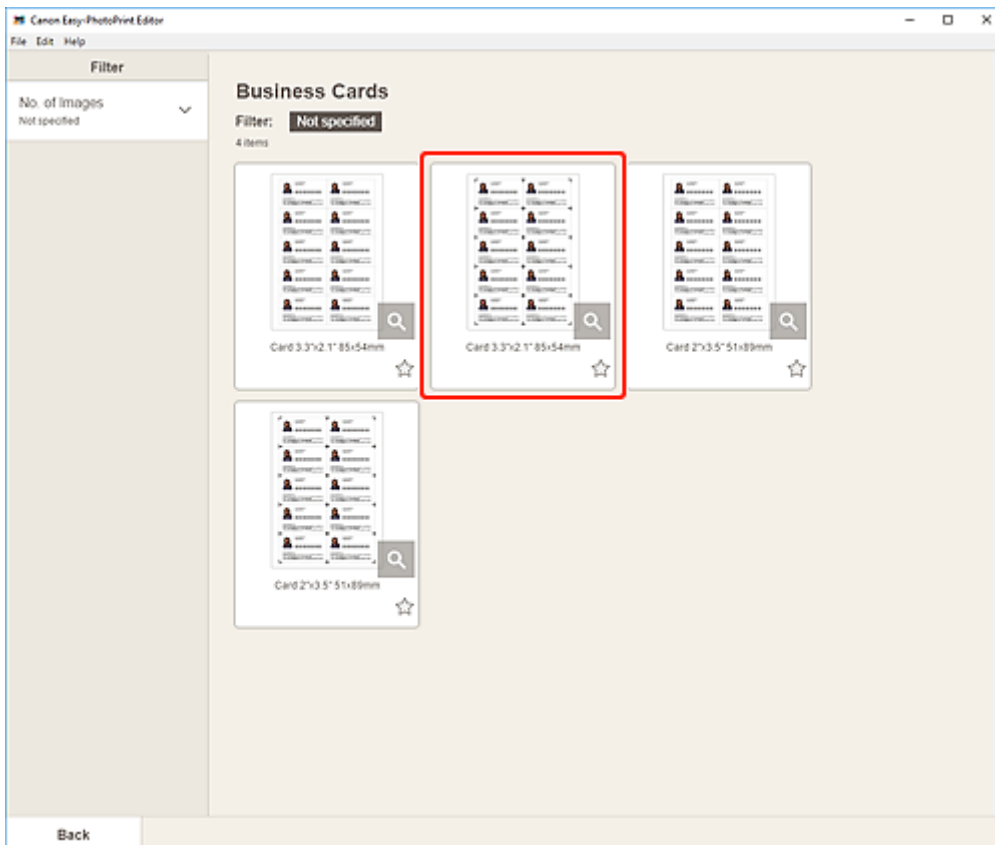 Canon Easy-PhotoPrint Editor
File Edit Help
Filter
No. of Images
Not specified
Business Cards
Filter: Not specified
4 items
Card 3.3"x2.1" 85x54mm
Card 3.3"x2.1" 85x54mm
Card 2"x3.5" 51x89mm
Card 2"x3.5" 51x89mm
Back